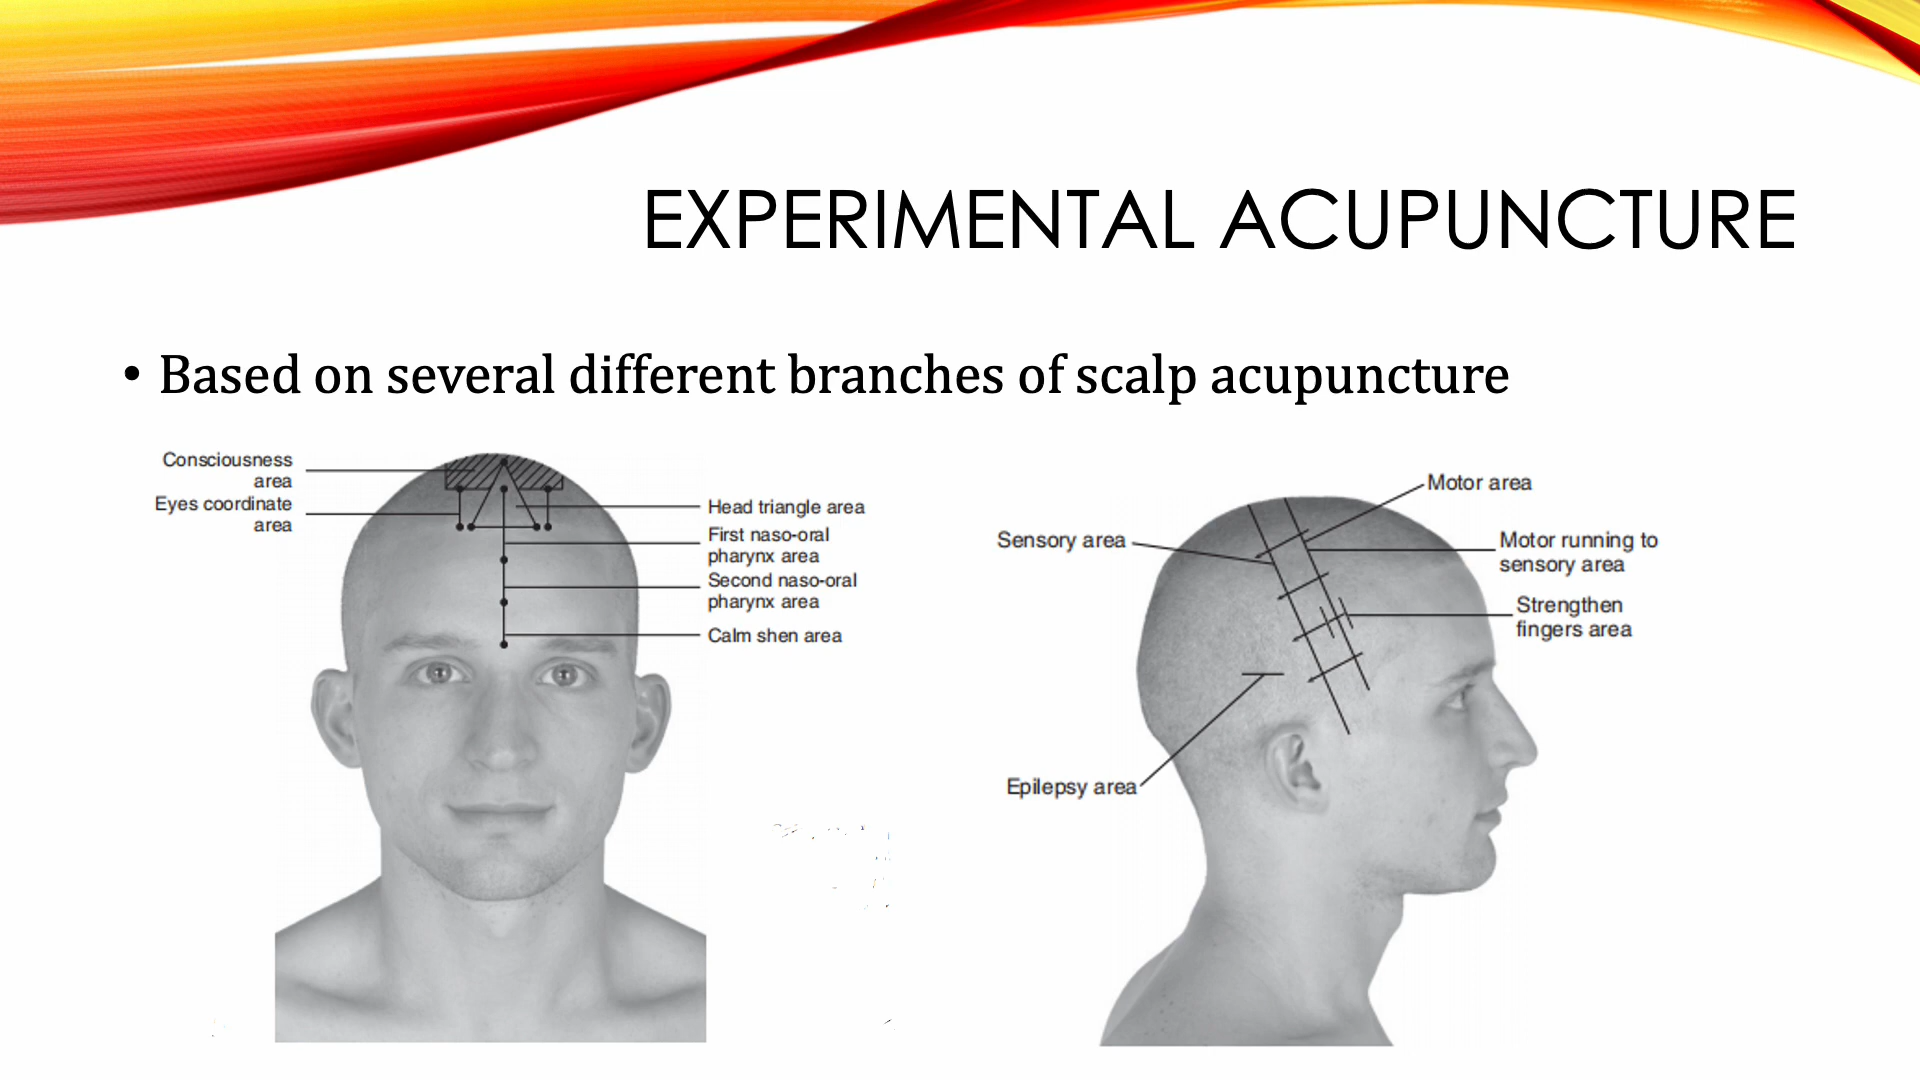 EXPERIMENTAL ACUPUNCTURE
• Based on several different branches of scalp acupuncture
Consciousness
area
Eyes coordinate
area
Head triangle area
First naso-oral
pharynx area
Second naso-oral
pharynx area
Calm shen area
Motor area
Sensory area
Motor running to
sensory area
Strengthen
fingers area
Epilepsy area